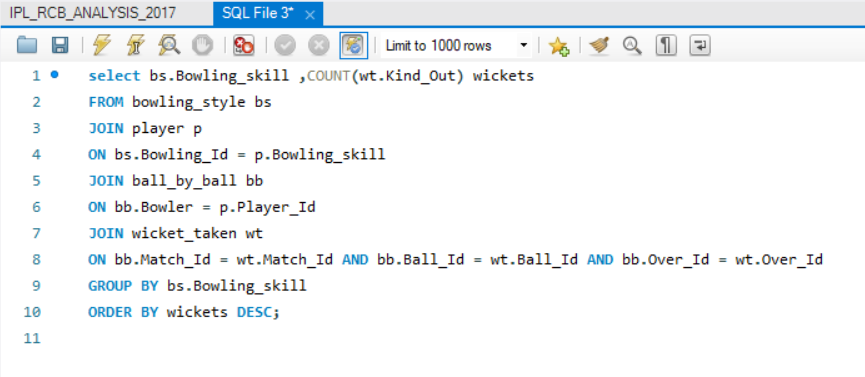 IPL_RCB_ANALYSIS_2017 SQL File 3* ×
Limit to 1000 rows
1 select bs.Bowling_skill ,COUNT(wt.Kind_Out) wickets
2 FROM bowling_style bs
3 JOIN player p
4 ON bs.Bowling_Id = p.Bowling_skill
5 JOIN ball_by_ball bb
6 ON bb.Bowler = p.Player_Id
7 JOIN wicket_taken wt
8 ON bb.Match_Id = wt.Match_Id AND bb.Ball_Id = wt.Ball_Id AND bb.Over_Id = wt.Over_Id
9 GROUP BY bs.Bowling_skill
10 ORDER BY wickets DESC;
11